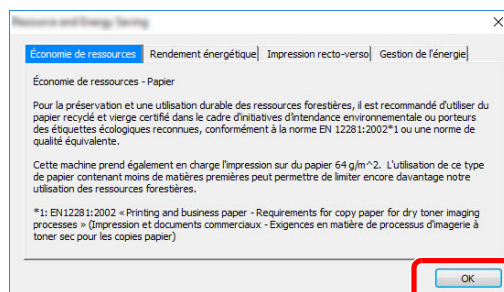 Resource and Energy Saving
Économie de ressources Rendement énergétique Impression recto-verso Gestion de l'énergie
Économie de ressources - Papier
Pour la préservation et une utilisation durable des ressources forestières, il est recommandé d'utiliser du
papier recyclé et vierge certifié dans le cadre d'initiatives d'intendance environnementale ou porteurs
des étiquettes écologiques reconnues, conformément à la norme EN 12281:2002*1 ou une norme de
qualité équivalente.
Cette machine prend également en charge l'impression sur du papier 64 g/m^2. L'utilisation de ce type
de papier contenant moins de matières premières peut permettre de limiter encore davantage notre
utilisation des ressources forestières.
*1: EN12281:2002 « Printing and business paper - Requirements for copy paper for dry toner imaging
processes » (Impression et documents commerciaux - Exigences en matière de processus d'imagerie à
toner sec pour les copies papier)
OK